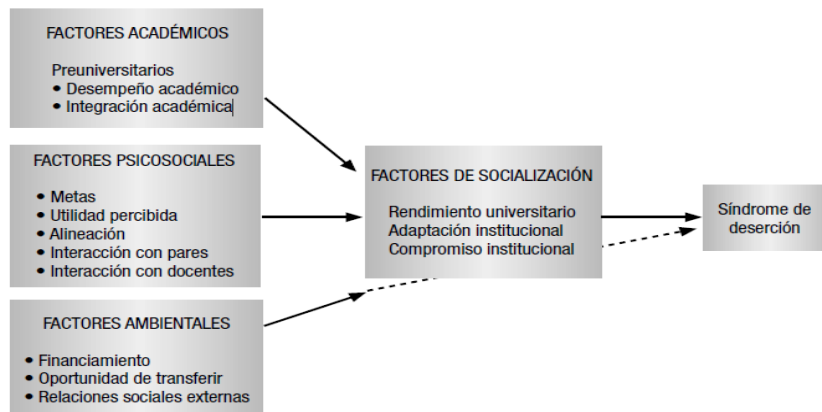 FACTORES ACADÉMICOS
Preuniversitarios
• Desempeño académico
• Integración académica
FACTORES PSICOSOCIALES
• Metas
• Utilidad percibida
• Alineación
• Interacción con pares
• Interacción con docentes
FACTORES AMBIENTALES
• Financiamiento
• Oportunidad de transferir
• Relaciones sociales externas
FACTORES DE SOCIALIZACIÓN
Rendimiento universitario
Adaptación institucional
Compromiso institucional
Síndrome de
deserción